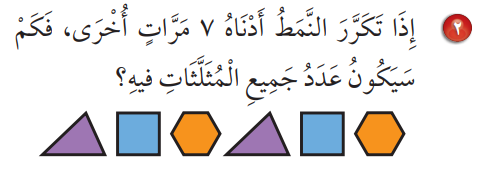 ٢ إِذَا تَكَرَّرَ النَّمَطُ أَدْنَاهُ ٧ مَرَّاتٍ أُخْرَى، فَكَمْ
سَيَكُونُ عَدَدُ جَمِيعِ الْمُثَلَّثَاتِ فِيهِ؟